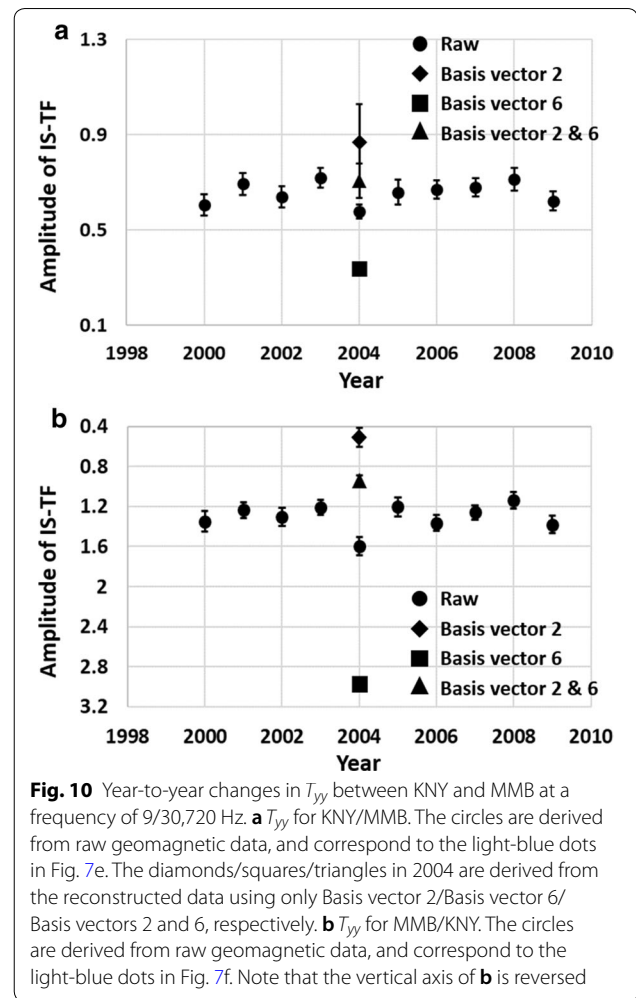 a
1.3
0.9
0.5
0.1
Amplitude of IS-TF
Raw
Basis vector 2
Basis vector 6
Basis vector 2 & 6
1998 2000 2002 2004 2006 2008 2010
Year
b
0.4
0.8
1.2
1.6
2
2.4
2.8
3.2
Amplitude of IS-TF
Raw
Basis vector 2
Basis vector 6
Basis vector 2 & 6
1998 2000 2002 2004 2006 2008 2010
Year
Fig. 10 Year-to-year changes in Tyy between KNY and MMB at a
frequency of 9/30,720 Hz. a Tyy for KNY/MMB. The circles are derived
from raw geomagnetic data, and correspond to the light-blue dots
in Fig. 7e. The diamonds/squares/triangles in 2004 are derived from
the reconstructed data using only Basis vector 2/Basis vector 6/
Basis vectors 2 and 6, respectively. b Tyy for MMB/KNY. The circles
are derived from raw geomagnetic data, and correspond to the
light-blue dots in Fig. 7f. Note that the vertical axis of b is reversed